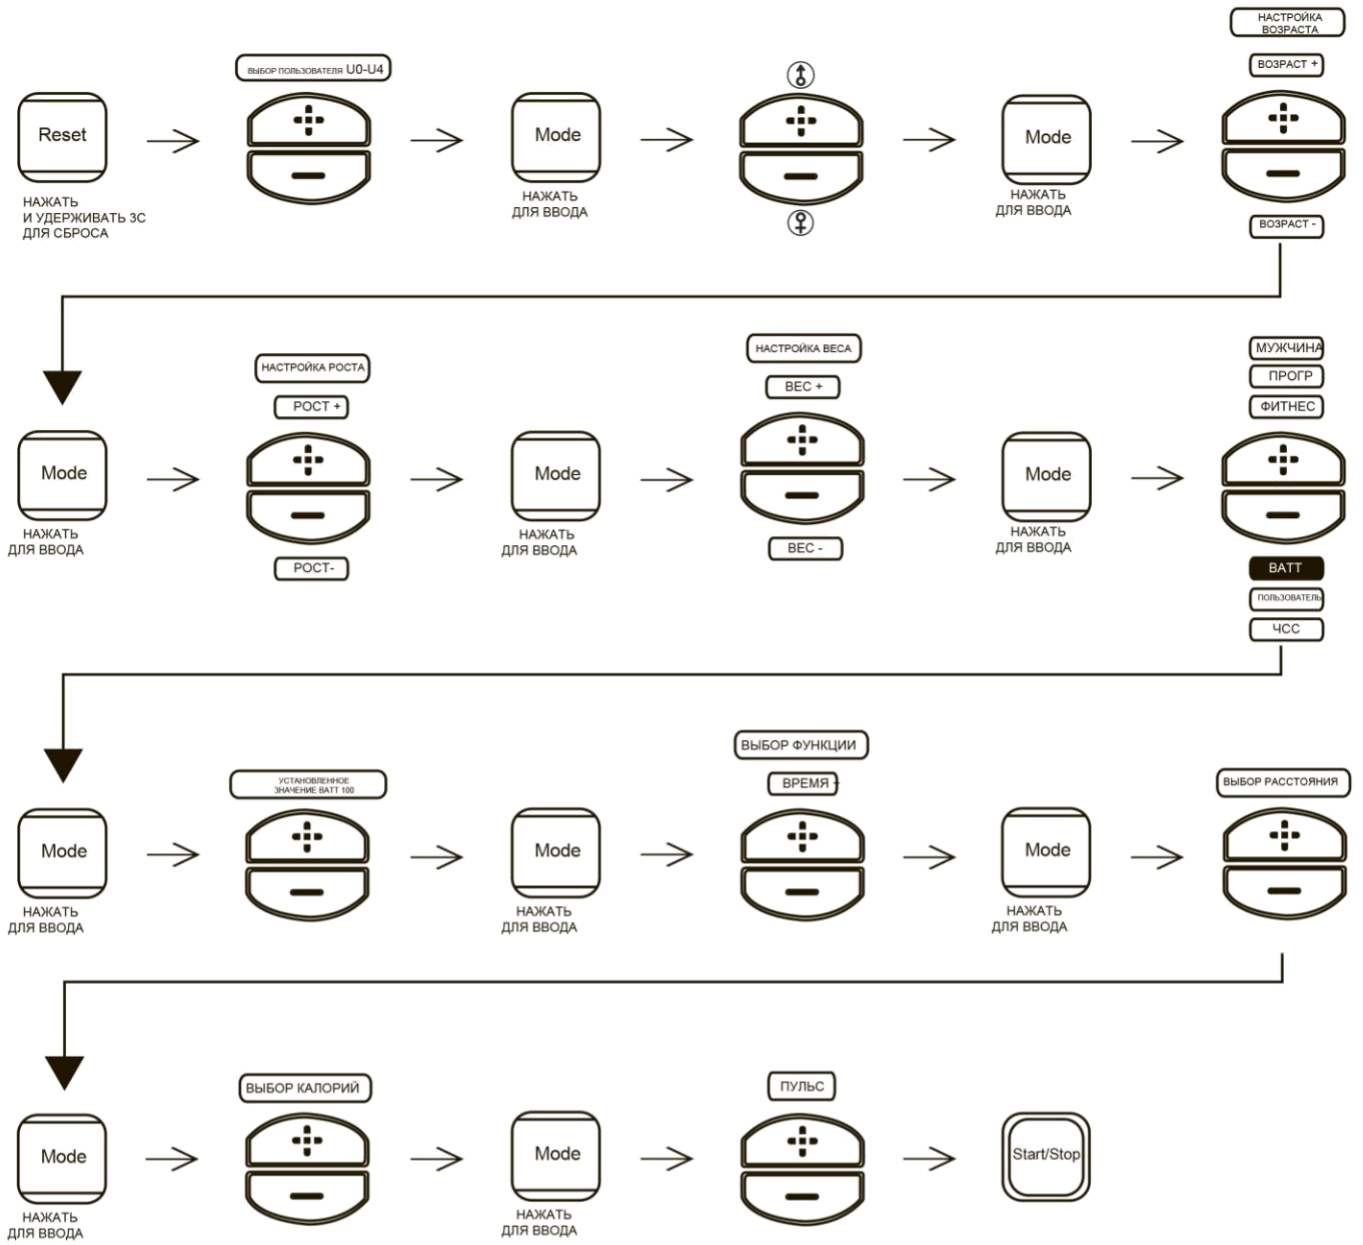 НАСТРОЙКА
ВОЗРАСТА
ВЫБОР ПОЛЬЗОВАТЕЛЯ U0-U4
ВОЗРАСТ +
Reset
Mode
Mode
НАЖАТЬ
И УДЕРЖИВАТЬ 3С
ДЛЯ СБРОСА
НАЖАТЬ
ДЛЯ ВВОДА
НАЖАТЬ
ДЛЯ ВВОДА
ВОЗРАСТ -
НАСТРОЙКА РОСТА
РОСТ +
НАСТРОЙКА ВЕСА
ВЕС +
МУЖЧИНА
ПРОГР
ФИТНЕС
Mode
Mode
Mode
НАЖАТЬ
ДЛЯ ВВОДА
РОСТ-
НАЖАТЬ
ДЛЯ ВВОДА
ВЕС -
НАЖАТЬ
ДЛЯ ВВОДА
ВАТТ
ПОЛЬЗОВАТЕЛЬ
ЧСС
УСТАНОВЛЕННОЕ
ЗНАЧЕНИЕ ВАТТ 100
ВЫБОР ФУНКЦИИ
ВРЕМЯ +
ВЫБОР РАССТОЯНИЯ
Mode
Mode
Mode
НАЖАТЬ
ДЛЯ ВВОДА
НАЖАТЬ
ДЛЯ ВВОДА
НАЖАТЬ
ДЛЯ ВВОДА
ВЫБОР КАЛОРИЙ
ПУЛЬС
Mode
Mode
Start/Stop
НАЖАТЬ
ДЛЯ ВВОДА
НАЖАТЬ
ДЛЯ ВВОДА